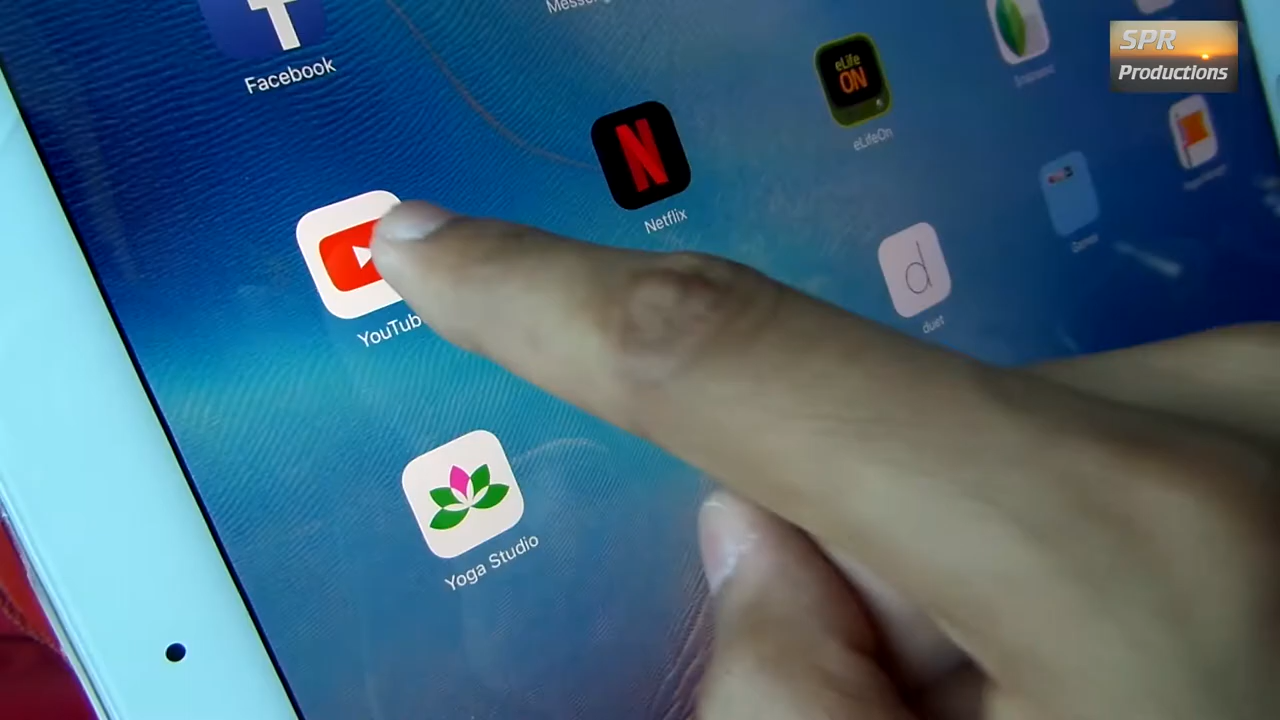 Facebook
eLife
ON
eLifeOn
Netflix
N
YouTub
d
duet
Yoga Studio
SPR
Productions